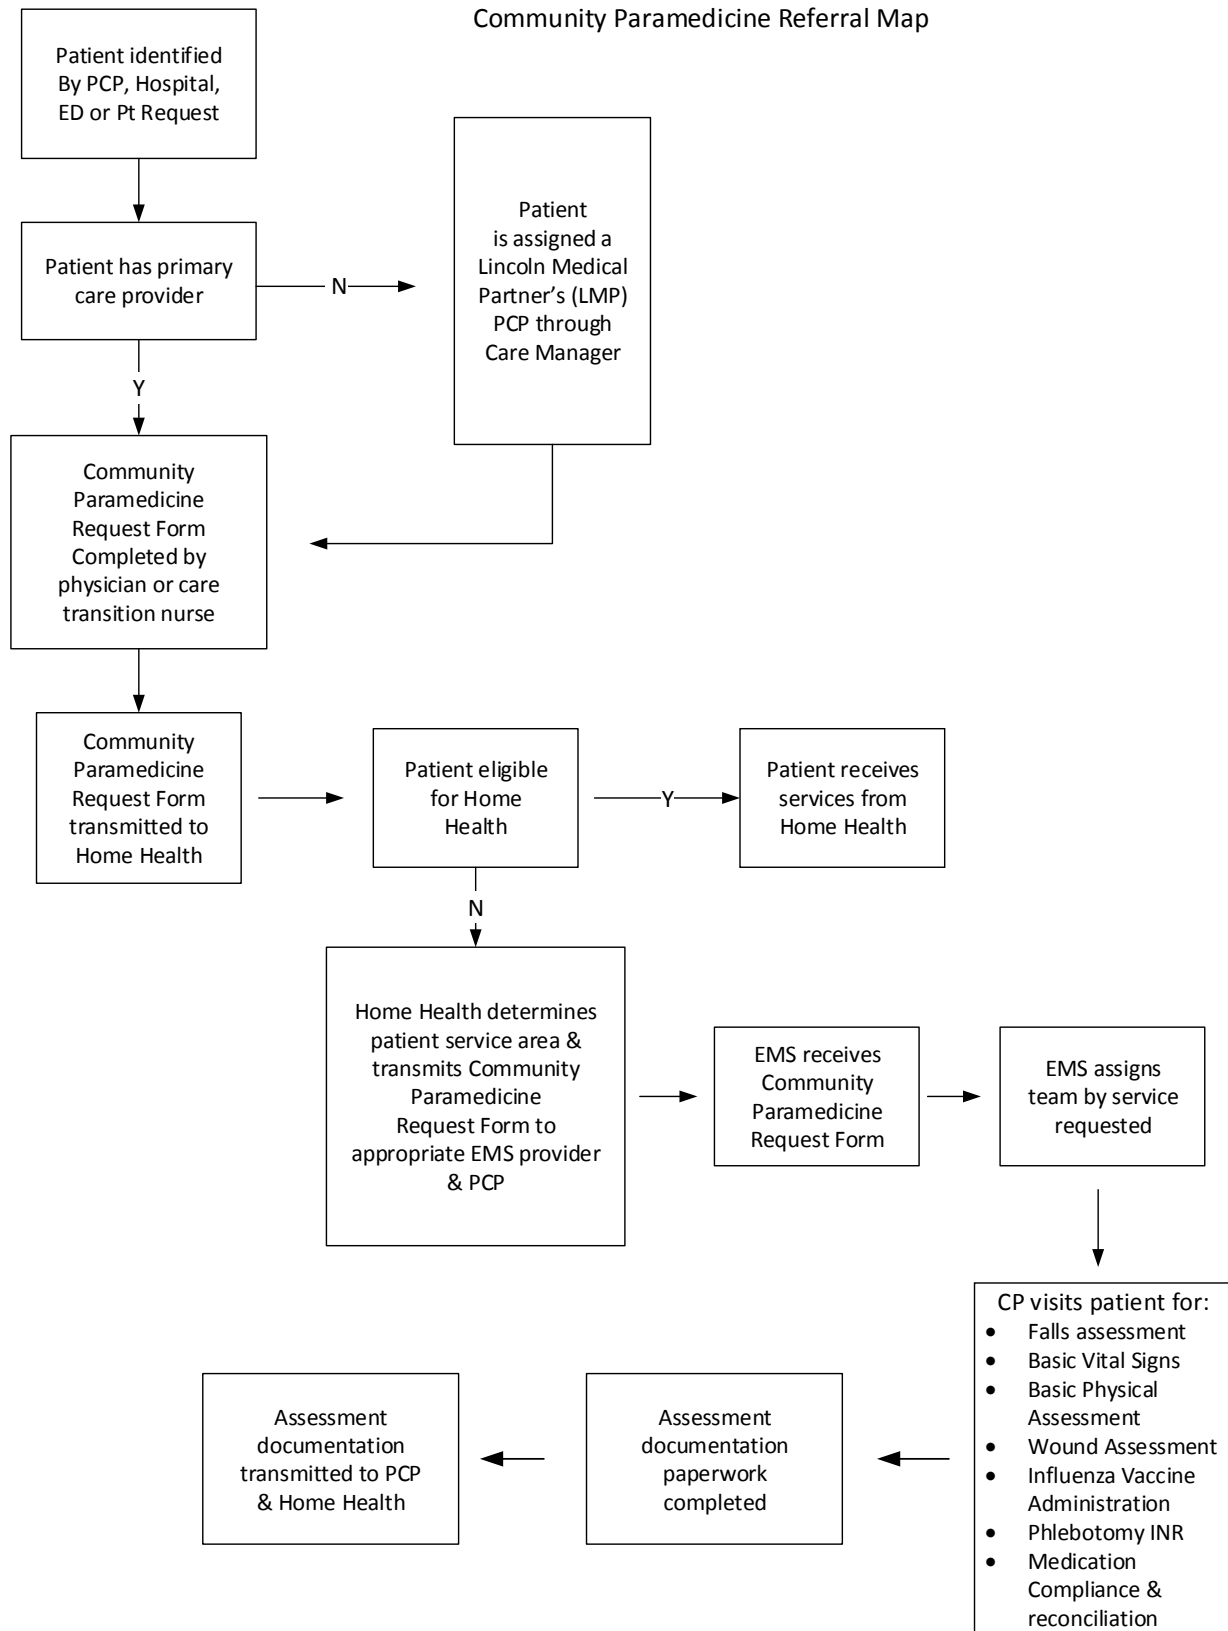 Community Paramedicine Referral Map
Patient identified
By PCP, Hospital,
ED or Pt Request
Patient has primary
care provider
N
Patient
is assigned a
Lincoln Medical
Partner’s (LMP)
PCP through
Care Manager
Y
Community
Paramedicine
Request Form
Completed by
physician or care
transition nurse
Community
Paramedicine
Request Form
transmitted to
Home Health
Patient eligible
for Home
Health
Y
Patient receives
services from
Home Health
N
Home Health determines
patient service area &
transmits Community
Paramedicine
Request Form to
appropriate EMS provider
& PCP
EMS receives
Community
Paramedicine
Request Form
EMS assigns
team by service
requested
CP visits patient for:
• Falls assessment
• Basic Vital Signs
• Basic Physical
Assessment
• Wound Assessment
• Influenza Vaccine
Administration
• Phlebotomy INR
• Medication
Compliance &
reconciliation
Assessment
documentation
paperwork
completed
Assessment
documentation
transmitted to PCP
& Home Health